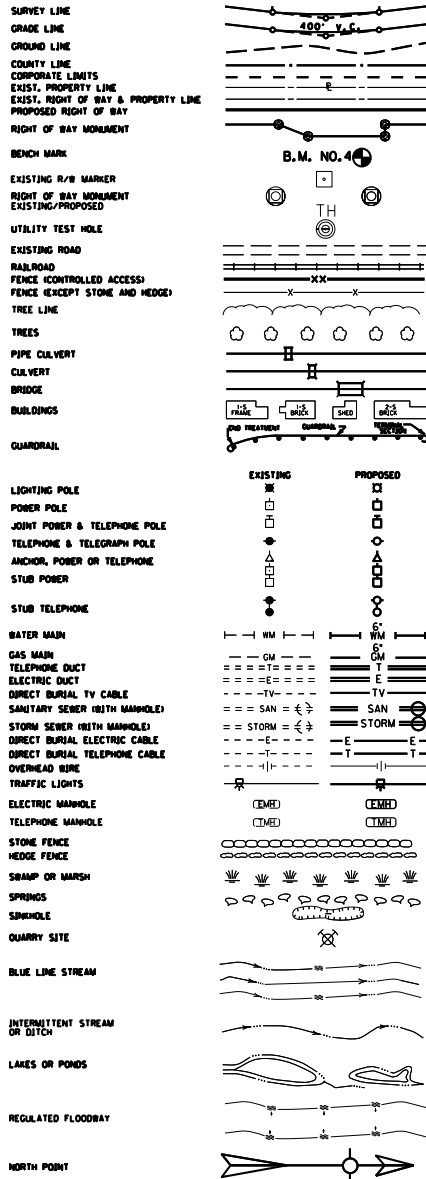 SURVEY LINE
GRADE LINE 400' V.C.
GROUND LINE
COUNTY LINE
CORPORATE LIMITS
EXIST. PROPERTY LINE
EXIST. RIGHT OF WAY & PROPERTY LINE
PROPOSED RIGHT OF WAY
RIGHT OF WAY MONUMENT
BENCH MARK B.M. NO.4
EXISTING R/W MARKER
RIGHT OF WAY MONUMENT
EXISTING/PROPOSED
TH
UTILITY TEST HOLE
EXISTING ROAD
RAILROAD
FENCE (CONTROLLED ACCESS) XX
FENCE (EXCEPT STONE AND HEDGE) X X
TREE LINE
TREES
PIPE CULVERT
CULVERT
BRIDGE
BUILDINGS 1-S FRAME 1-S BRICK SHED 2-S BRICK
END TREATMENT GUARDRAIL TERMINAL SECTION
GUARDRAIL
EXISTING PROPOSED
LIGHTING POLE
POWER POLE
JOINT POWER & TELEPHONE POLE
TELEPHONE & TELEGRAPH POLE
ANCHOR, POWER OR TELEPHONE
STUB POWER
STUB TELEPHONE
6"
WATER MAIN WM WM
6"
GAS MAIN GM GM
TELEPHONE DUCT T T
ELECTRIC DUCT E E
DIRECT BURIAL TV CABLE TV TV
SANITARY SEWER (WITH MANHOLE) SAN SAN
STORM SEWER (WITH MANHOLE) STORM STORM
DIRECT BURIAL ELECTRIC CABLE E E E
DIRECT BURIAL TELEPHONE CABLE T T T
OVERHEAD WIRE
TRAFFIC LIGHTS
ELECTRIC MANHOLE EMH EMH
TELEPHONE MANHOLE TMH TMH
STONE FENCE
HEDGE FENCE
SWAMP OR MARSH
SPRINGS
SINKHOLE
QUARRY SITE
BLUE LINE STREAM
INTERMITTENT STREAM
OR DITCH
LAKES OR PONDS
REGULATED FLOODWAY
NORTH POINT